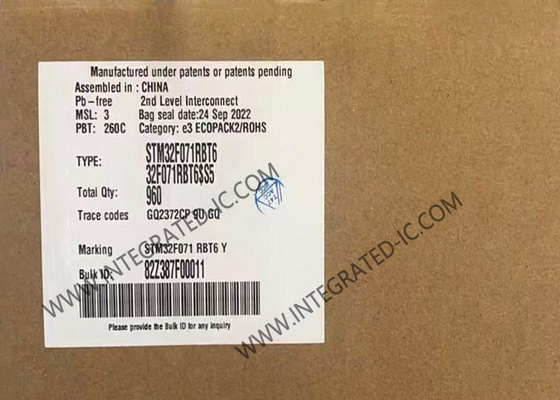 Manufactured under patents or patents pending
Assembled in : CHINA
Pb-free 2nd Level Interconnect
MSL: 3 Bag seal date:24 Sep 2022
PBT: 260C Category: e3 ECOPACK2/ROHS
TYPE: STM32F071RBT6
32F071RBT6$S5
Total Qty: 960
Trace codes GQ2372CP 9U GQ
Marking STM32F071 RBT6 Y
Bulk ID: 82Z387F00011
Please provide the Bulk ID for any inquiry
WWW.INTEGRATED-IC.COM
WWW.INTEGRATED-IC.COM